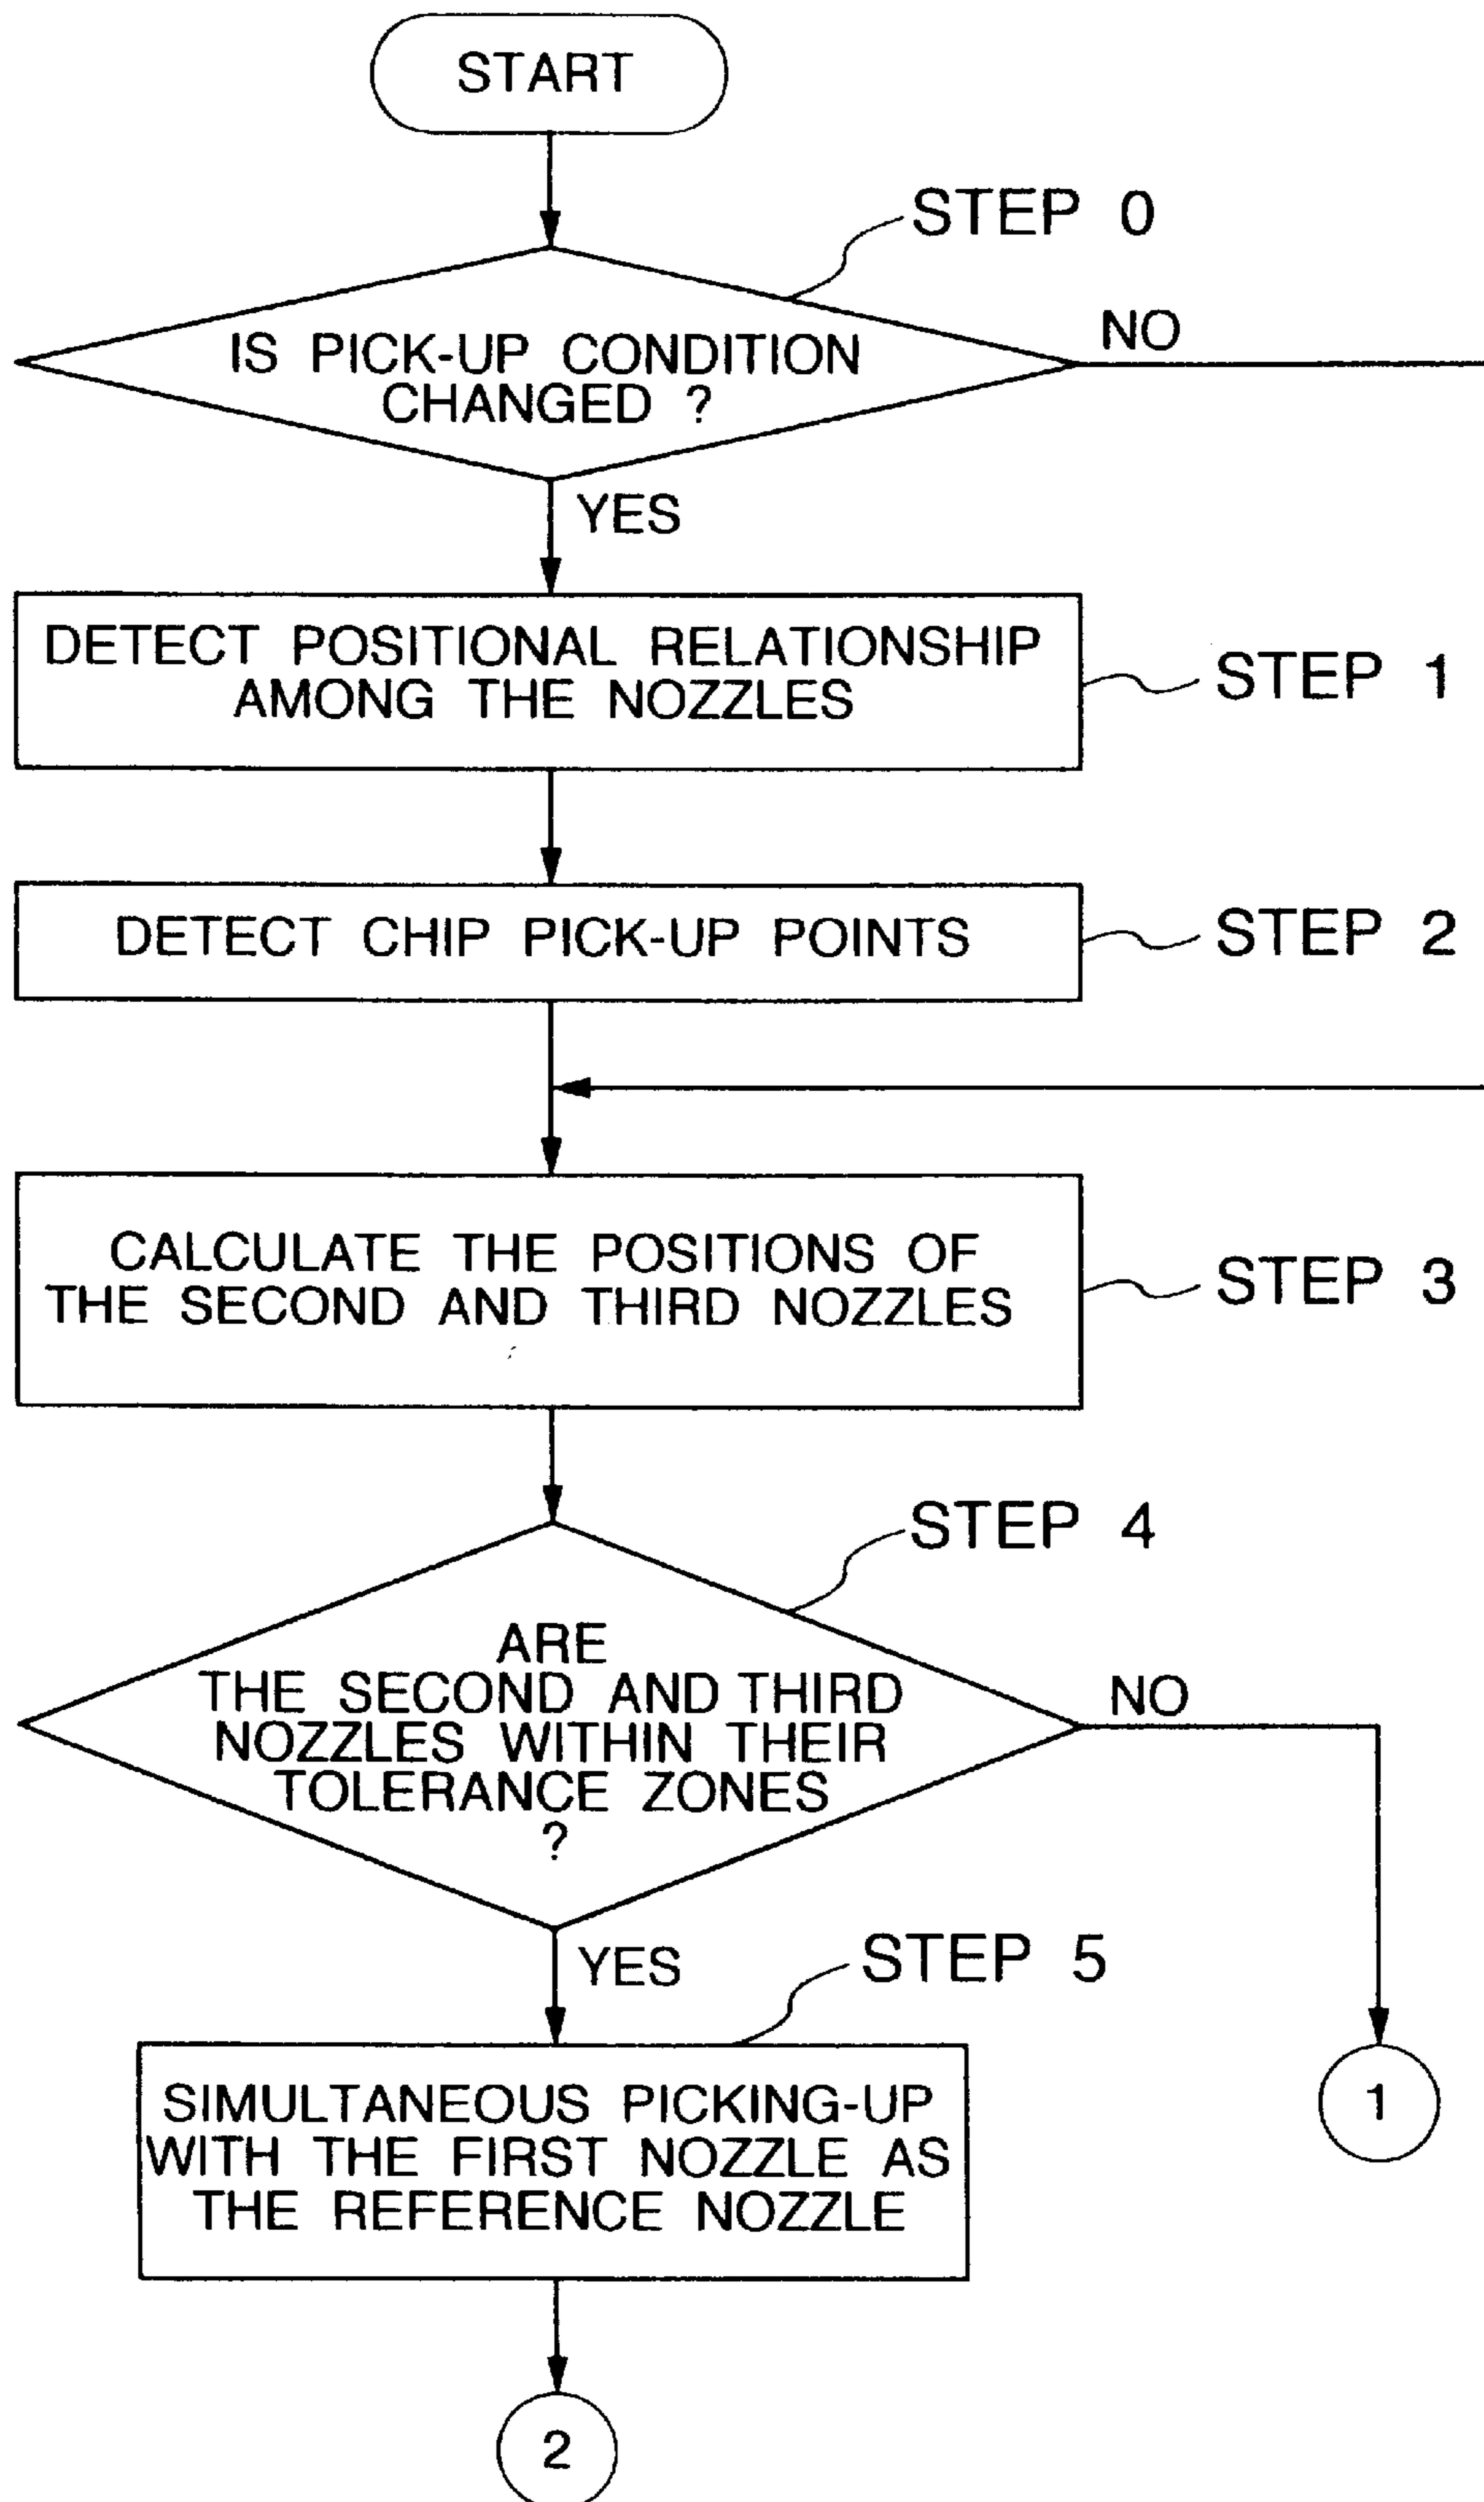 START
STEP 0
IS PICK-UP CONDITION
CHANGED ?
NO
YES
DETECT POSITIONAL RELATIONSHIP
AMONG THE NOZZLES
STEP 1
DETECT CHIP PICK-UP POINTS
STEP 2
CALCULATE THE POSITIONS OF
THE SECOND AND THIRD NOZZLES
STEP 3
STEP 4
ARE
THE SECOND AND THIRD
NOZZLES WITHIN THEIR
TOLERANCE ZONES
?
NO
YES
STEP 5
SIMULTANEOUS PICKING-UP
WITH THE FIRST NOZZLE AS
THE REFERENCE NOZZLE
1
2